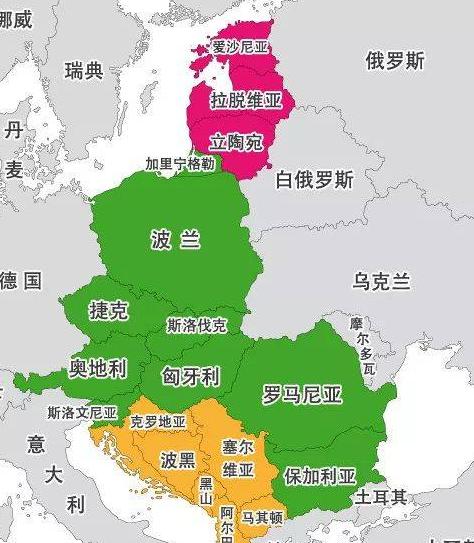 挪威
瑞典
爱沙尼亚
俄罗斯
拉脱维亚
丹
麦
立陶宛
加里宁格勒
白俄罗斯
波兰
德国
乌克兰
捷克
斯洛伐克
摩
尔
多
瓦
奥地利
匈牙利
罗马尼亚
斯洛文尼亚
克罗地亚
意
大
利
波黑
塞尔
维亚
保加利亚
黑
山
土耳其
阿
尔
巴
马其顿